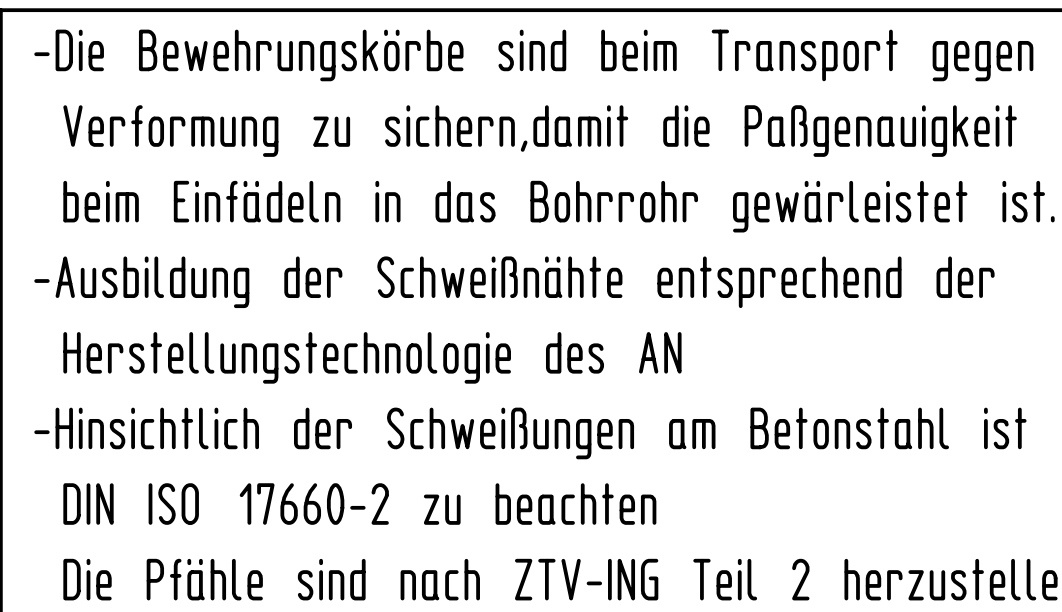 -Die Bewehrungskörbe sind beim Transport gegen
Verformung zu sichern,damit die Paßgenauigkeit
beim Einfädeln in das Bohrrohr gewärleistet ist.
-Ausbildung der Schweißnähte entsprechend der
Herstellungstechnologie des AN
-Hinsichtlich der Schweißungen am Betonstahl ist
DIN ISO 17660-2 zu beachten
Die Pfähle sind nach ZTV-ING Teil 2 herzustelle